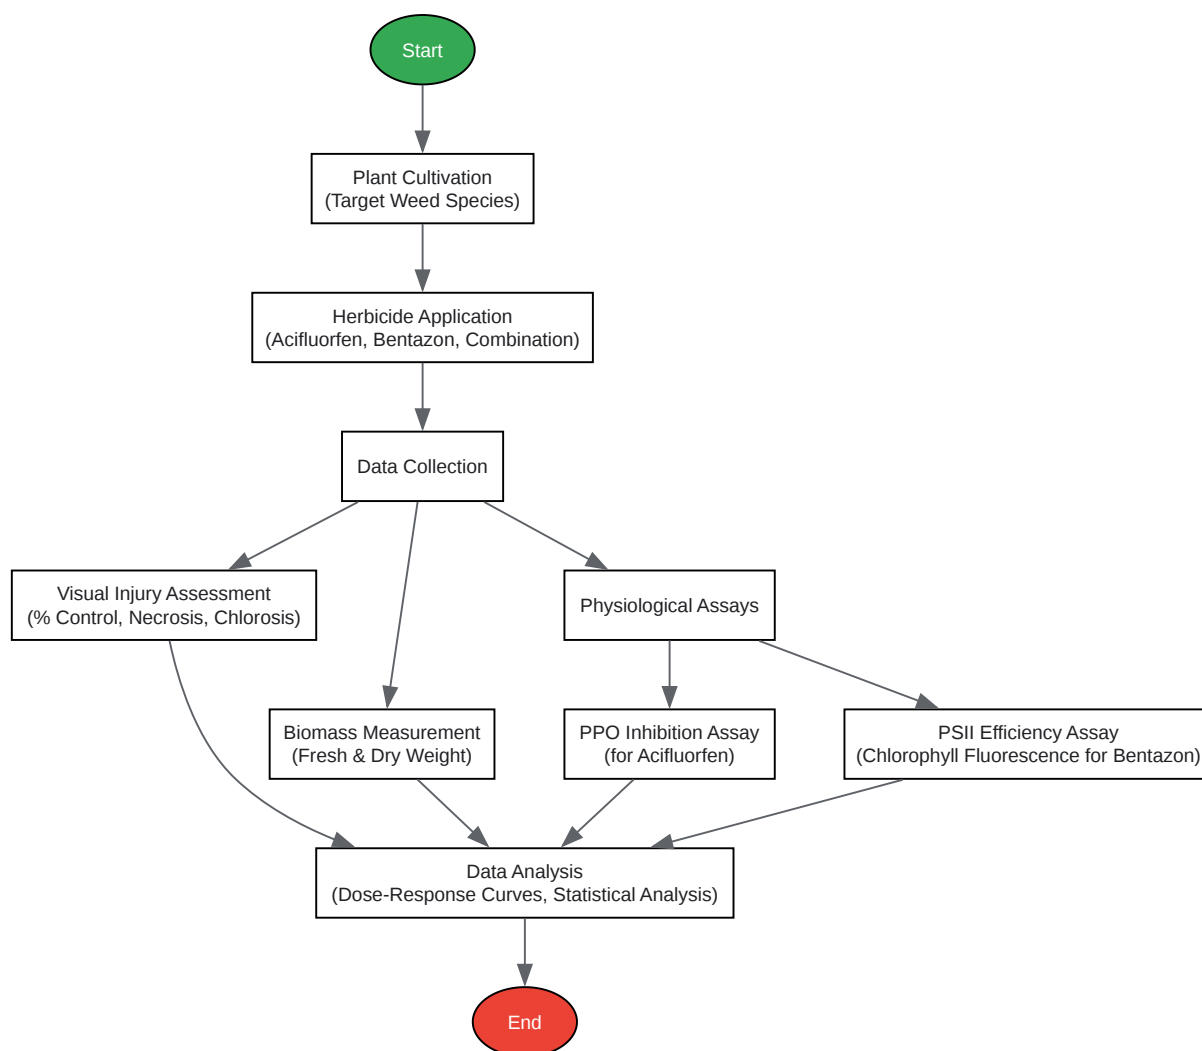 Start
Plant Cultivation
(Target Weed Species)
Herbicide Application
(Acifluorfen, Bentazon, Combination)
Data Collection
Visual Injury Assessment
(% Control, Necrosis, Chlorosis)
Physiological Assays
Biomass Measurement
(Fresh & Dry Weight)
PPO Inhibition Assay
(for Acifluorfen)
PSII Efficiency Assay
(Chlorophyll Fluorescence for Bentazon)
Data Analysis
(Dose-Response Curves, Statistical Analysis)
End